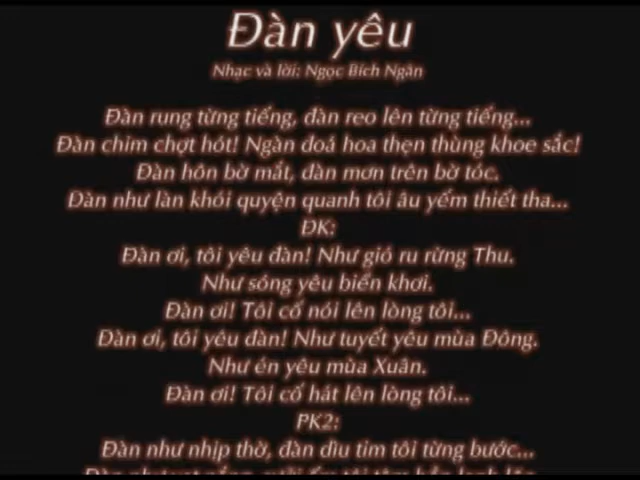 Đàn yêu
Nhạc và lời: Ngọc Bích Ngân
Đàn rung từng tiếng, đàn reo lên từng tiếng...
Đàn chim chợt hót! Ngàn đoá hoa thẹn thùng khoe sắc!
Đàn hôn bờ mắt, đàn mơn trên bờ tóc.
Đàn như làn khói quyện quanh tôi âu yếm thiết tha...
ĐK:
Đàn ơi, tôi yêu đàn! Như gió ru rừng Thu.
Như sóng yêu biển khơi.
Đàn ơi! Tôi cố nói lên lòng tôi...
Đàn ơi, tôi yêu đàn! Như tuyết yêu mùa Đông.
Như én yêu mùa Xuân.
Đàn ơi! Tôi cố hát lên lòng tôi...
PK2:
Đàn như nhịp thở, đàn dìu tim tôi từng bước...